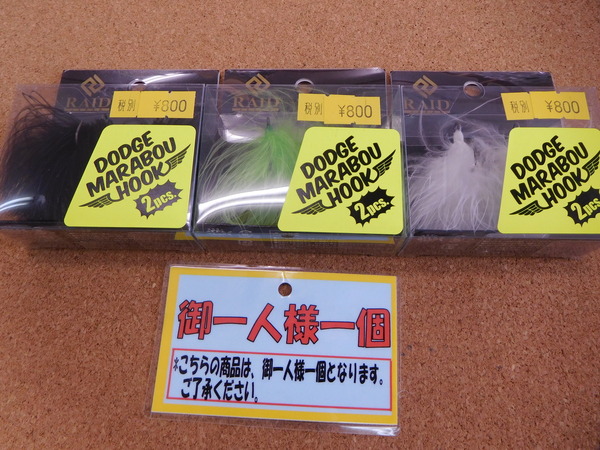 RAID
税別 ¥800
DODGE
MARABOU
HOOK
2pcs.
RAID
税別 ¥800
DODGE
MARABOU
HOOK
2pcs.
RAID
税別 ¥800
DODGE
MARABOU
HOOK
2pcs.
御一人様一個
*こちらの商品は、御一人様一個となります。
ご了承ください。